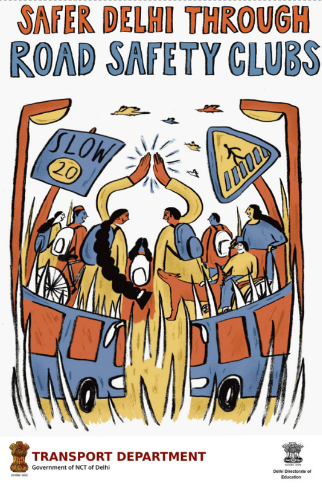 SAFER DELHI THROUGH
ROAD SAFETY CLUBS
SLOW
20
TRANSPORT DEPARTMENT
Government of NCT of Delhi
Delhi Directorate of
Education